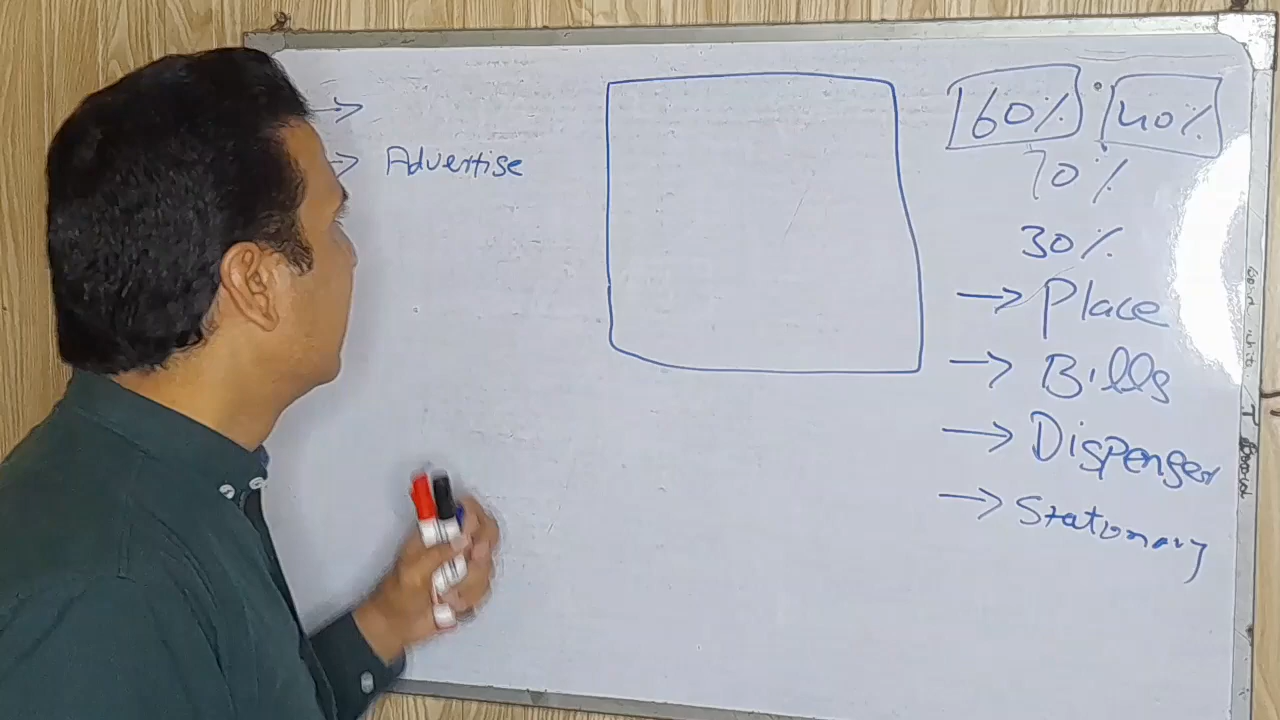 →
→ Advertise
60% : 40%
70%
30%
→ Place
→ Bills
→ Dispenser
→ Stationary